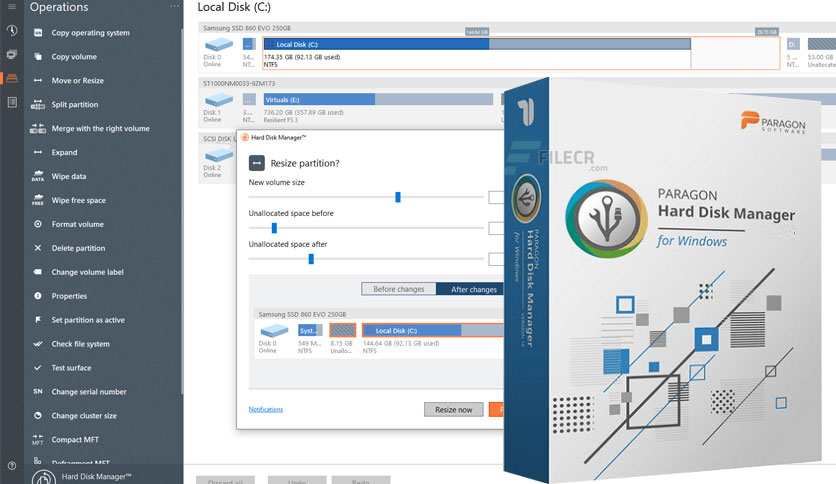 Operations
Copy operating system
Copy volume
Move or Resize
Split partition
Merge with the right volume
Expand
DATA
Wipe data
FREE
Wipe free space
Format volume
Delete partition
Change volume label
Properties
Set partition as active
Check file system
Test surface
SN
Change serial number
Change cluster size
MFT
Compact MFT
Defragment MFT
Hard Disk Manager™
Local Disk (C:)
Samsung SSD 860 EVO 250GB
144.64 GB
29.70 GB
Disk 0
Online
...
54...
NT...
Local Disk (C:)
174.35 GB (92.13 GB used)
NTFS
D:
5 ...
NT...
53.00
Unallocate
ST1000NM0033-9ZM173
Disk 1
Online
...
3....
N...
Virtuals (E:)
736.20 GB (357.89 GB used)
Resilient FS 3
SCSI DISK
Disk 2
Online
Hard Disk Manager™
Resize partition?
New volume size
Unallocated space before
Unallocated space after
Before changes
After changes
Samsung SSD 860 EVO 250GB
Disk 0
Online
Syst...
549 M...
NTFS
8.15 GB
Unallo...
Local Disk (C:)
144.64 GB (92.13 GB used)
NTFS
Notifications
Resize now
Discard all
Undo
Redo
FILECR
.com
PARAGON
Hard Disk Manager
for Windows
PARAGON
SOFTWARE
PARAGON
Hard Disk Manager
for Windows